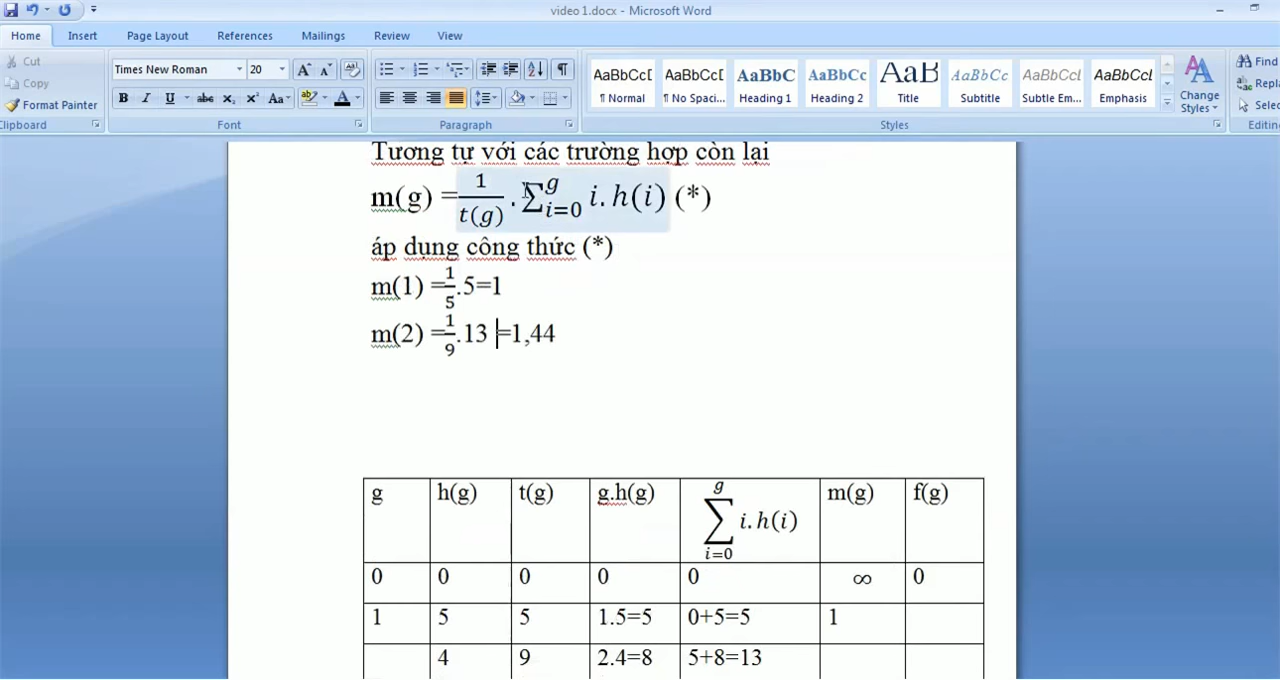 video 1.docx - Microsoft Word
Home Insert Page Layout References Mailings Review View
Cut
Copy
Format Painter
Clipboard
Times New Roman 20
Font
Paragraph
AaBbCcD AaBbCcD AaBbC AaBbCc AaB AaBbCc AaBbCcD AaBbCcD
¶ Normal ¶ No Spaci... Heading 1 Heading 2 Title Subtitle Subtle Em... Emphasis
Change Styles
Styles
Find
Repl
Selec
Editing
Tương tự với các trường hợp còn lại
m(g) =1/t(g) .∑_{i=0}^{g} i. h(i) (*)
áp dụng công thức (*)
m(1) =1/5.5=1
m(2) =1/9.13 =1,44
g h(g) t(g) g.h(g) ∑_{i=0}^{g} i. h(i) m(g) f(g)
0 0 0 0 0 ∞ 0
1 5 5 1.5=5 0+5=5 1
4 9 2.4=8 5+8=13